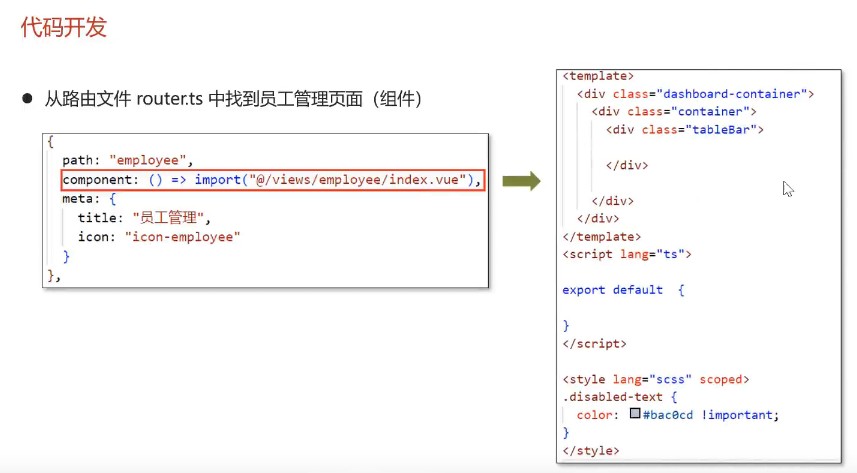 代码开发
● 从路由文件 router.ts 中找到员工管理页面（组件）
{
path: "employee",
component: () => import("@/views/employee/index.vue"),
meta: {
title: "员工管理",
icon: "icon-employee"
}
},
<template>
<div class="dashboard-container">
<div class="container">
<div class="tableBar">
</div>
</div>
</div>
</template>
<script lang="ts">
export default {
}
</script>
<style lang="scss" scoped>
.disabled-text {
color: #bac0cd !important;
}
</style>